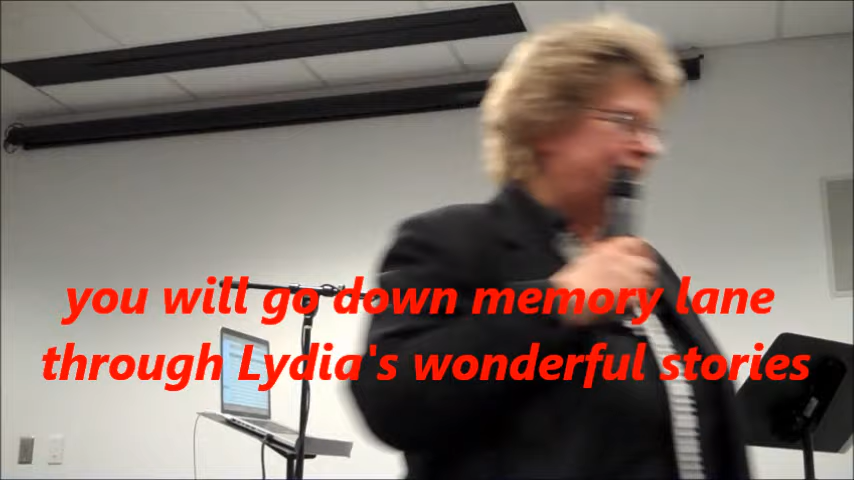 you will go down memory lane
through Lydia's wonderful stories